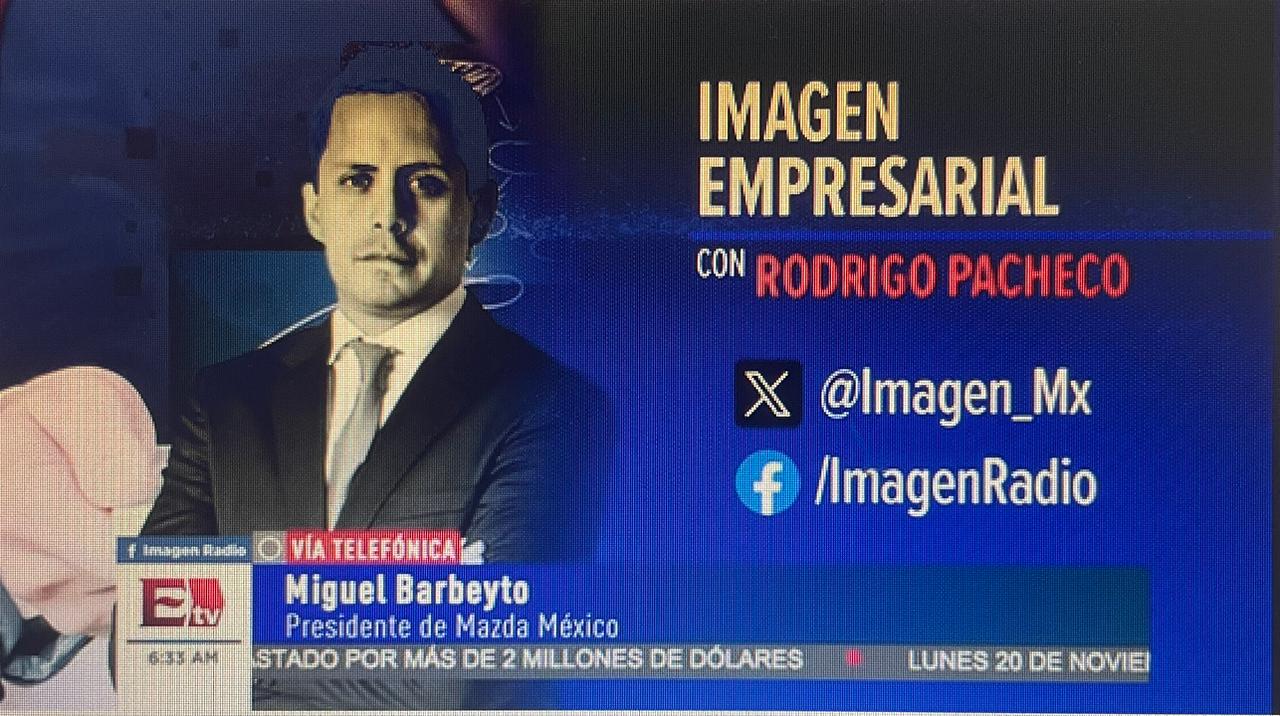 IMAGEN
EMPRESARIAL
CON RODRIGO PACHECO
@Imagen_Mx
/ImagenRadio
Imagen Radio
VÍA TELEFÓNICA
Miguel Barbeyto
Presidente de Mazda México
tv
6:33 AM
ASTADO POR MÁS DE 2 MILLONES DE DÓLARES
LUNES 20 DE NOVIE